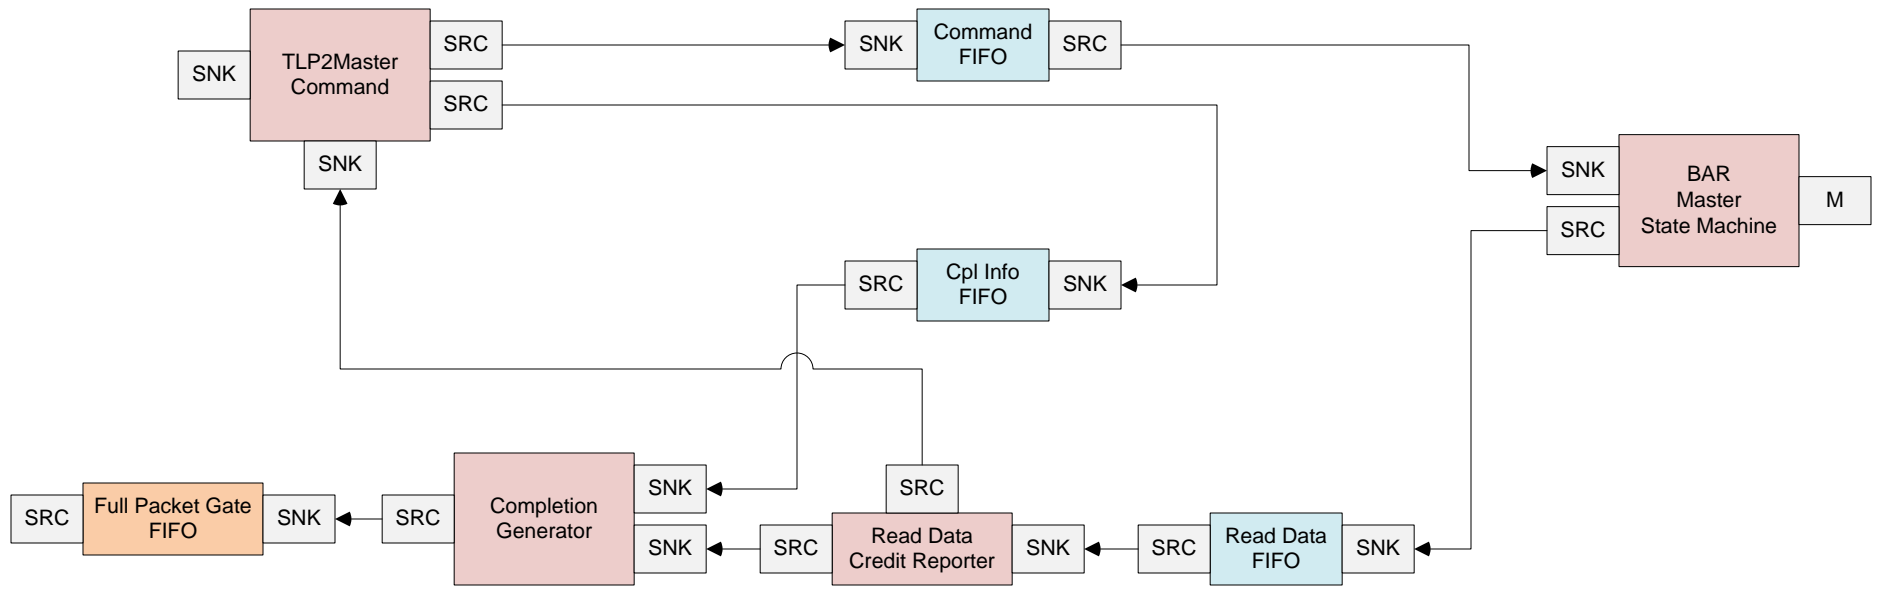 SRC
SNK
Command
FIFO
SRC
SNK
TLP2Master
Command
SRC
SNK
SNK
BAR
Master
State Machine
M
SRC
SRC
Cpl Info
FIFO
SNK
SRC
Full Packet Gate
FIFO
SNK
SRC
Completion
Generator
SNK
SNK
SRC
SRC
Read Data
Credit Reporter
SNK
SRC
Read Data
FIFO
SNK